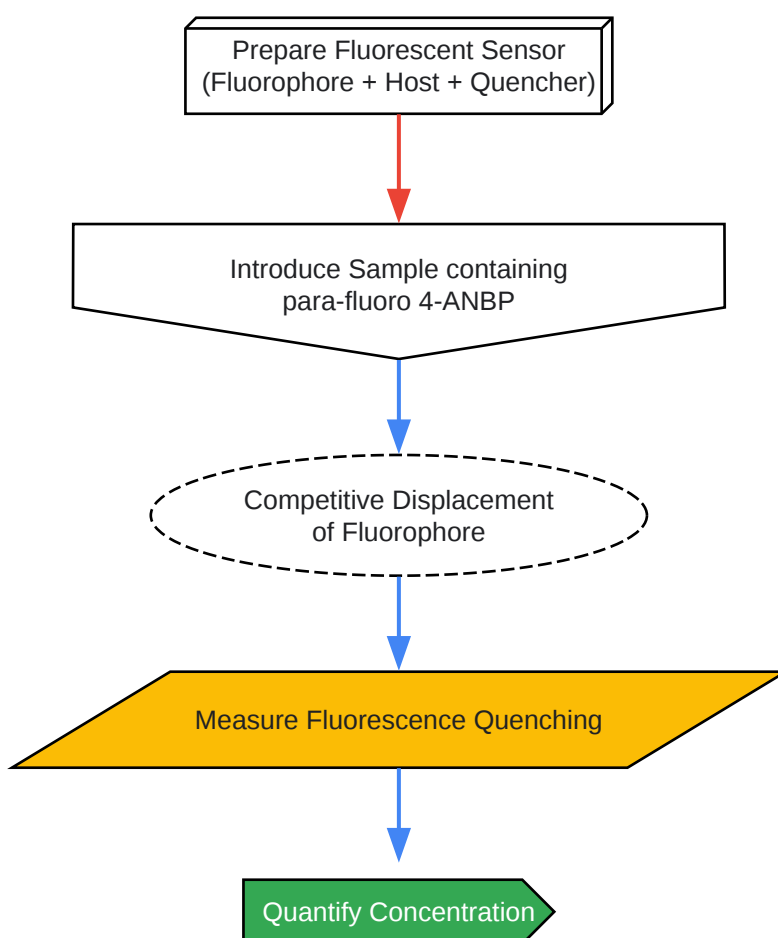 Prepare Fluorescent Sensor
(Fluorophore + Host + Quencher)
Introduce Sample containing
para-fluoro 4-ANBP
Competitive Displacement
of Fluorophore
Measure Fluorescence Quenching
Quantify Concentration